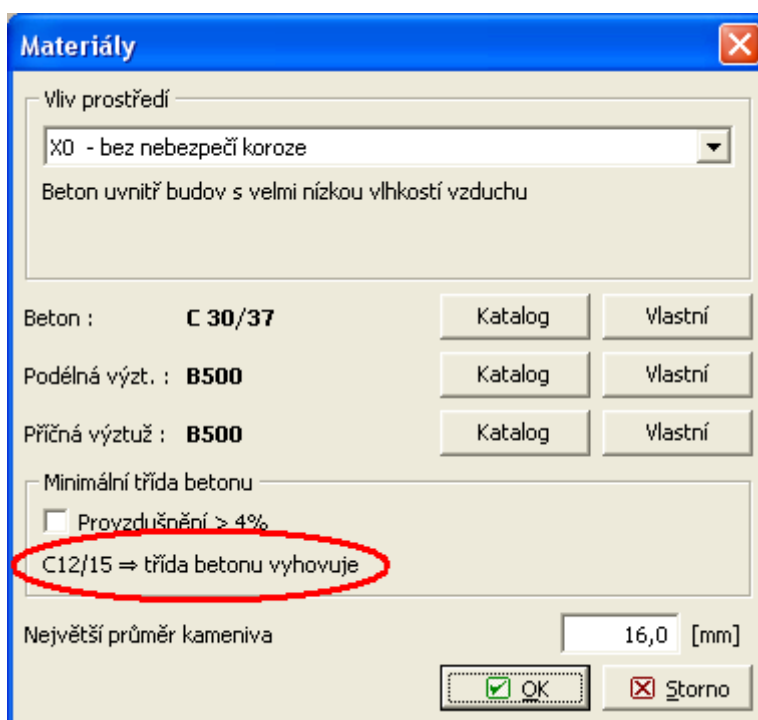 Materiály
Vliv prostředí
X0 - bez nebezpečí koroze
Beton uvnitř budov s velmi nízkou vlhkostí vzduchu
Beton : C 30/37 Katalog Vlastní
Podélná výzt. : B500 Katalog Vlastní
Příčná výztuž : B500 Katalog Vlastní
Minimální třída betonu
Provzdušnění > 4%
C12/15 ⇒ třída betonu vyhovuje
Největší průměr kameniva 16,0 [mm]
OK Storno